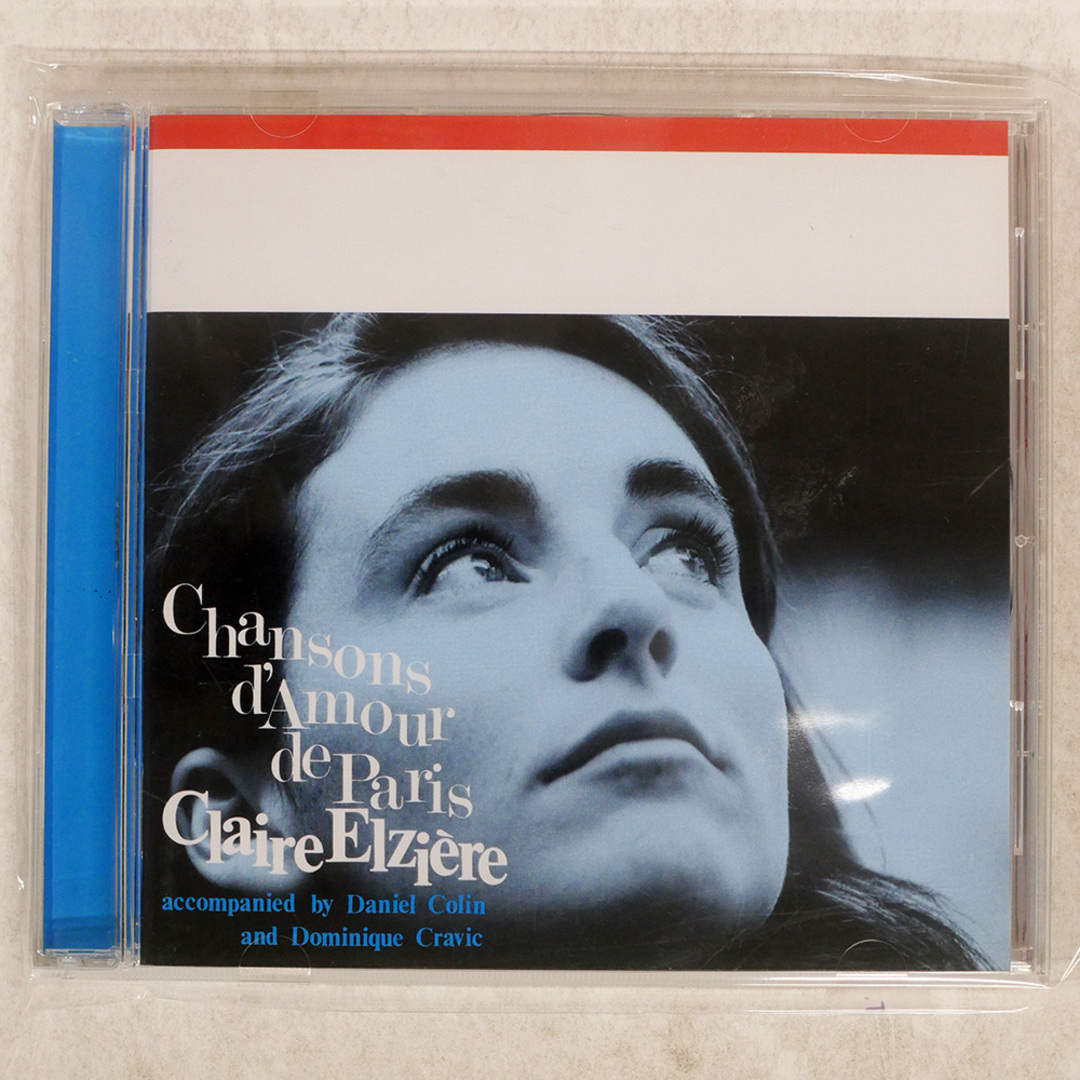 Chansons
d'Amour
de Paris
Claire Elzière
accompanied by Daniel Colin
and Dominique Cravic